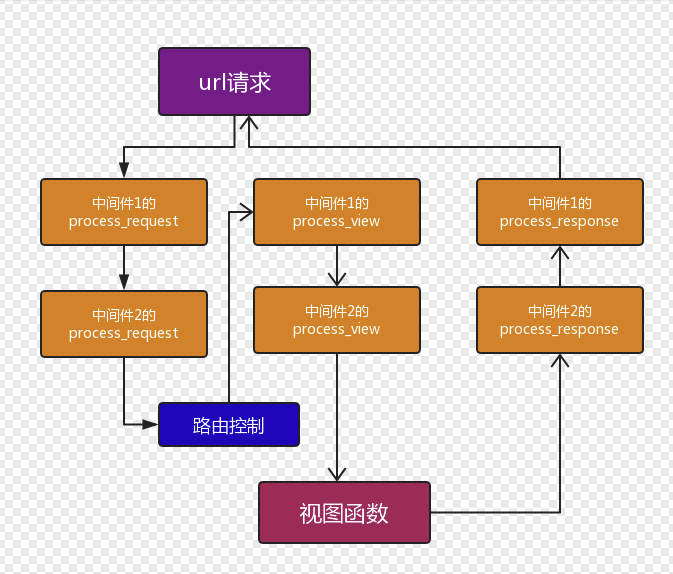 url请求
中间件1的
process_request
中间件1的
process_view
中间件1的
process_response
中间件2的
process_request
中间件2的
process_view
中间件2的
process_response
路由控制
视图函数